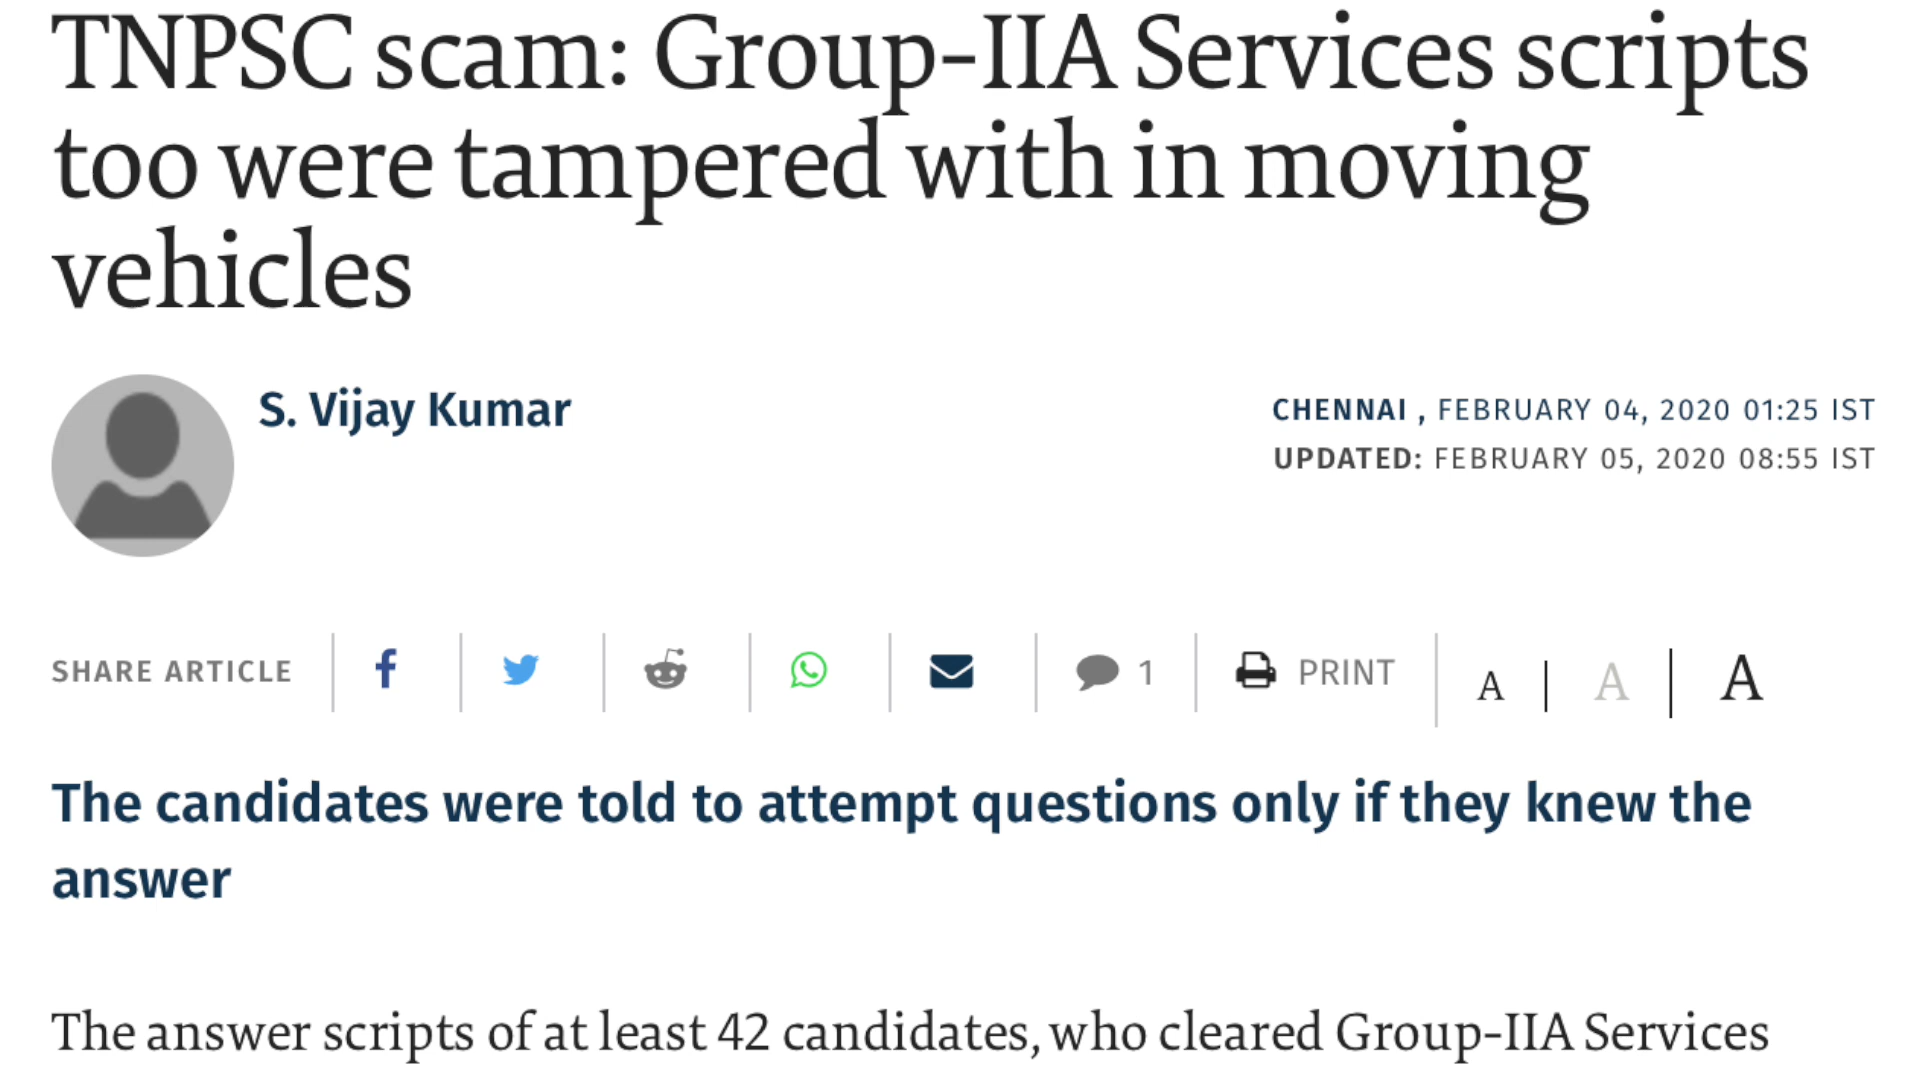 TNPSC scam: Group-IIA Services scripts
too were tampered with in moving
vehicles
S. Vijay Kumar
CHENNAI , FEBRUARY 04, 2020 01:25 IST
UPDATED: FEBRUARY 05, 2020 08:55 IST
SHARE ARTICLE f 1 PRINT A | A | A
The candidates were told to attempt questions only if they knew the
answer
The answer scripts of at least 42 candidates, who cleared Group-IIA Services